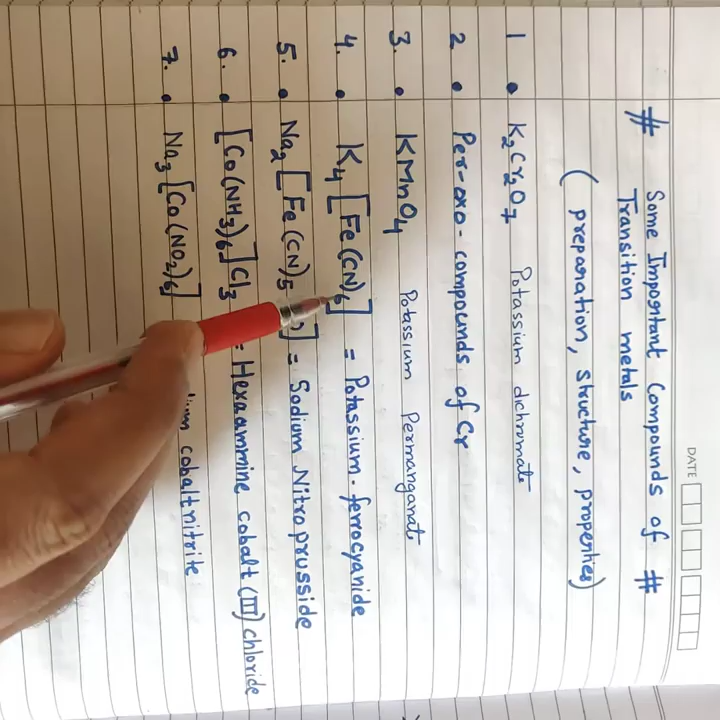 DATE
# Some Important Compounds of #
Transition metals
(preparation, structure, properties)
1 • K2Cr2O7 Potassium dichromate
2 • Per-oxo-compounds of Cr
3. • KMnO4 Potassium Permanganate
4. • K4[Fe(CN)6] = Potassium-ferrocyanide
5. • Na2[Fe(CN)5 ] = Sodium Nitroprusside
6. • [Co(NH3)6]Cl3 = Hexaammine cobalt (III) chloride
7. • Na3[Co(NO2)6] cobaltnitrite